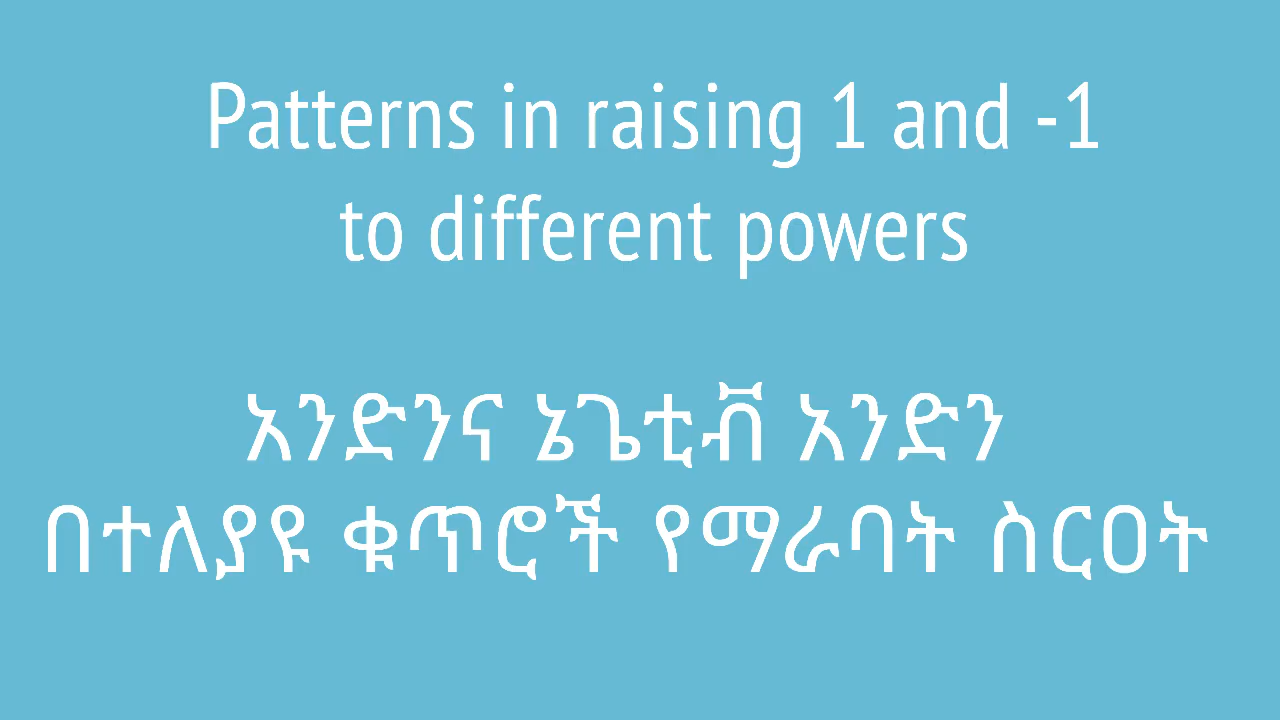 Patterns in raising 1 and -1
to different powers
አንድንና ኔጌቲቭ አንድን
በተለያዩ ቁጥሮች የማራባት ስርዐት